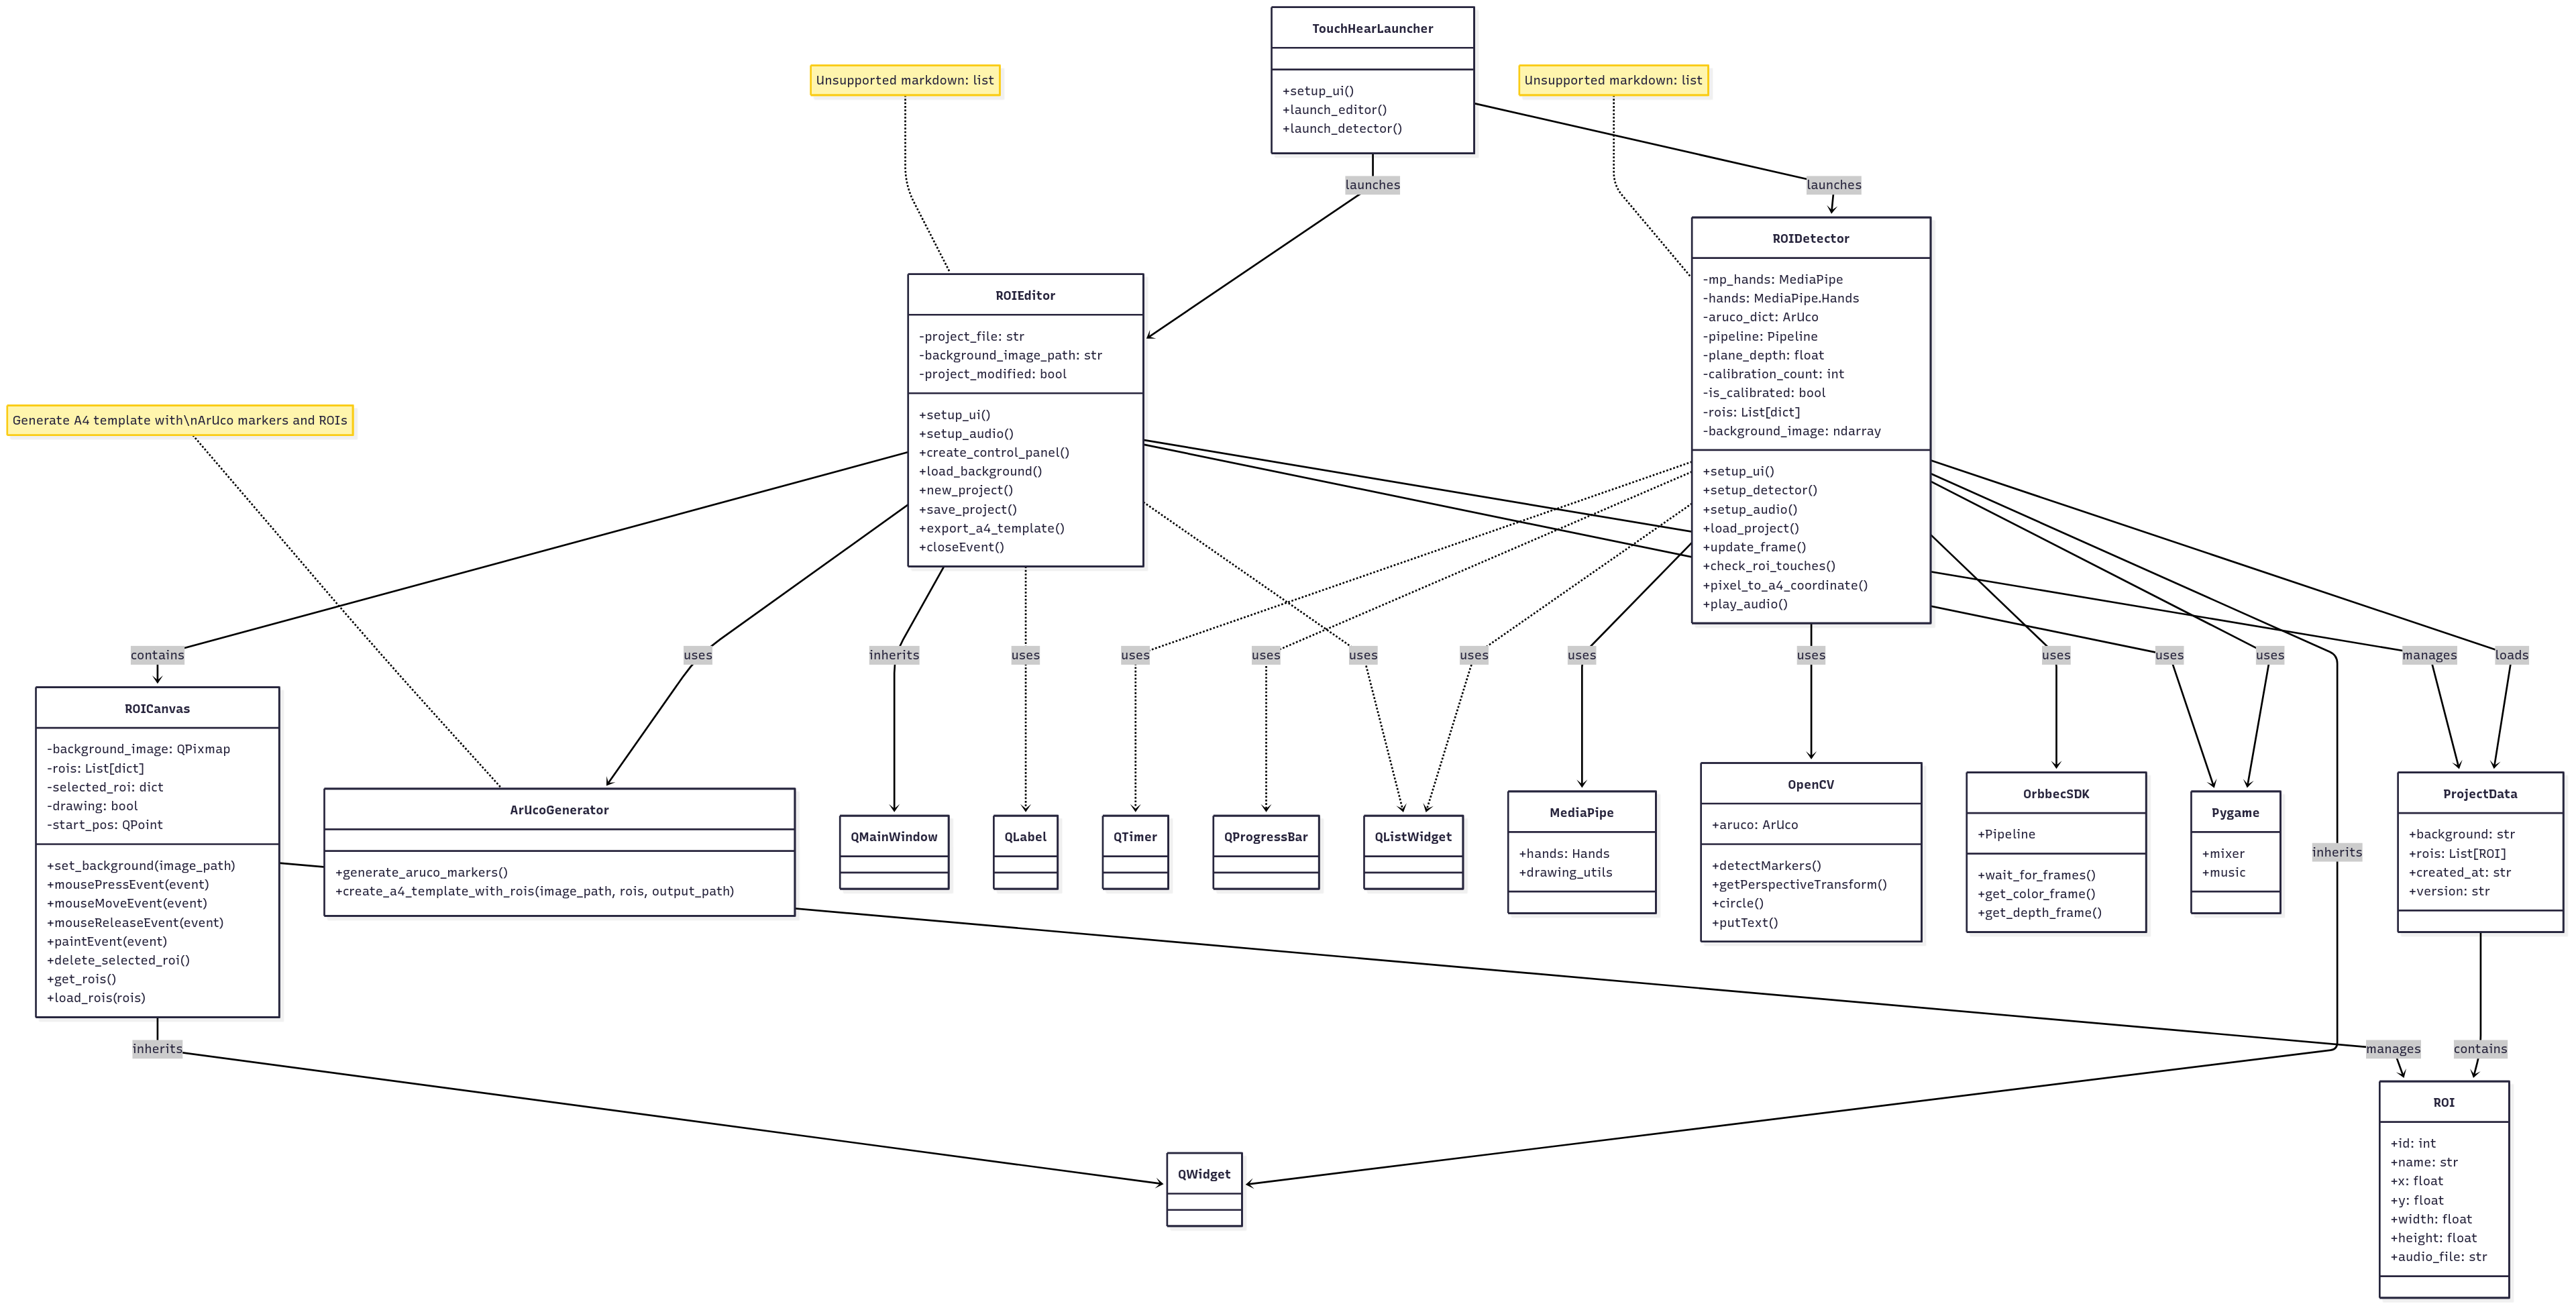 TouchHearLauncher
+setup_ui()
+launch_editor()
+launch_detector()
Unsupported markdown: list
Unsupported markdown: list
launches
launches
ROIDetector
-mp_hands: MediaPipe
-hands: MediaPipe.Hands
-aruco_dict: ArUco
-pipeline: Pipeline
-plane_depth: float
-calibration_count: int
-is_calibrated: bool
-rois: List[dict]
-background_image: ndarray
+setup_ui()
+setup_detector()
+setup_audio()
+load_project()
+update_frame()
+check_roi_touches()
+pixel_to_a4_coordinate()
+play_audio()
ROIEditor
-project_file: str
-background_image_path: str
-project_modified: bool
+setup_ui()
+setup_audio()
+create_control_panel()
+load_background()
+new_project()
+save_project()
+export_a4_template()
+closeEvent()
Generate A4 template with\nArUco markers and ROIs
contains
uses
inherits
uses
uses
uses
uses
uses
uses
uses
uses
uses
uses
manages
loads
ROICanvas
-background_image: QPixmap
-rois: List[dict]
-selected_roi: dict
-drawing: bool
-start_pos: QPoint
+set_background(image_path)
+mousePressEvent(event)
+mouseMoveEvent(event)
+mouseReleaseEvent(event)
+paintEvent(event)
+delete_selected_roi()
+get_rois()
+load_rois(rois)
ArUcoGenerator
+generate_aruco_markers()
+create_a4_template_with_rois(image_path, rois, output_path)
QMainWindow
QLabel
QTimer
QProgressBar
QListWidget
MediaPipe
+hands: Hands
+drawing_utils
OpenCV
+aruco: ArUco
+detectMarkers()
+getPerspectiveTransform()
+circle()
+putText()
OrbbecSDK
+Pipeline
+wait_for_frames()
+get_color_frame()
+get_depth_frame()
Pygame
+mixer
+music
inherits
ProjectData
+background: str
+rois: List[ROI]
+created_at: str
+version: str
inherits
manages
contains
QWidget
ROI
+id: int
+name: str
+x: float
+y: float
+width: float
+height: float
+audio_file: str